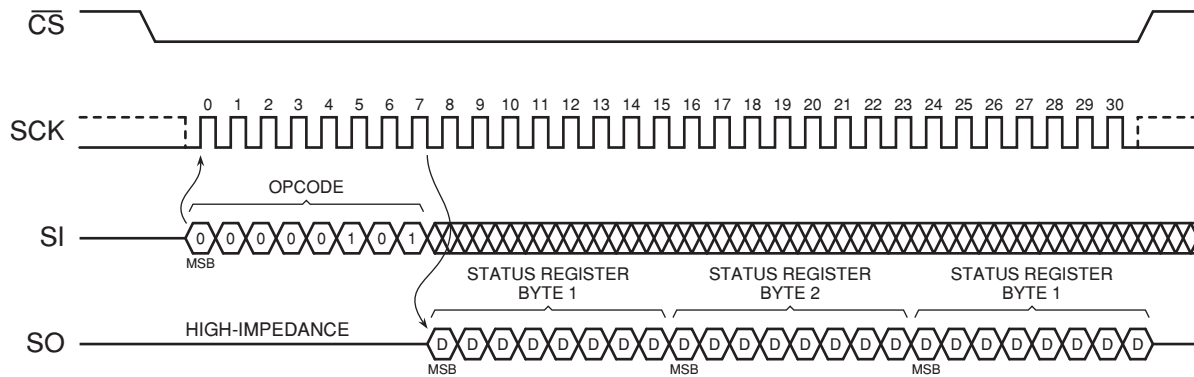 CS
SCK
0 1 2 3 4 5 6 7 8 9 10 11 12 13 14 15 16 17 18 19 20 21 22 23 24 25 26 27 28 29 30
OPCODE
SI
0 0 0 0 0 1 0 1
MSB
STATUS REGISTER
BYTE 1
STATUS REGISTER
BYTE 2
STATUS REGISTER
BYTE 1
SO
HIGH-IMPEDANCE
D D D D D D D D D D D D D D D D D D D D D D D D
MSB MSB MSB